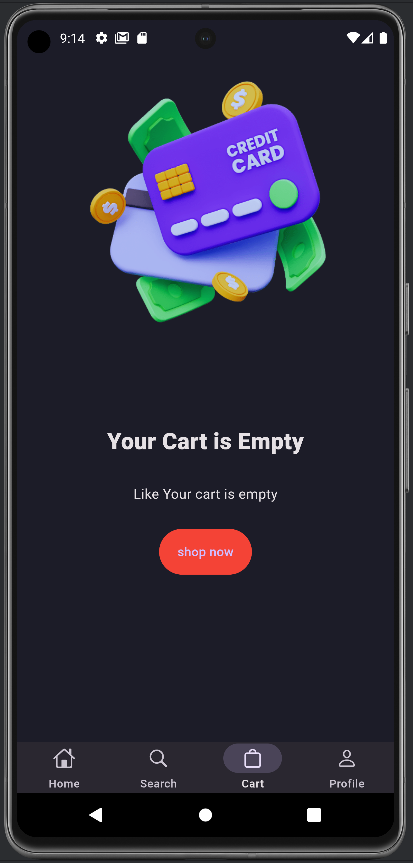 9:14
CREDIT
CARD
Your Cart is Empty
Like Your cart is empty
shop now
Home
Search
Cart
Profile